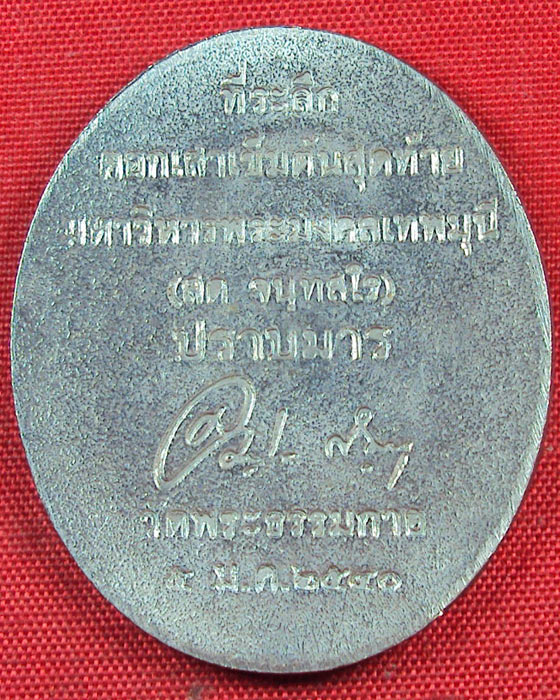 ที่ระลึก
ตอกเสาเข็มต้นสุดท้าย
มหาวิหารพระมงคลเทพมุนี
(สด จนฺทสโร)
ปราบมาร
วัดพระธรรมกาย
ม.ค.๒๕๔๐